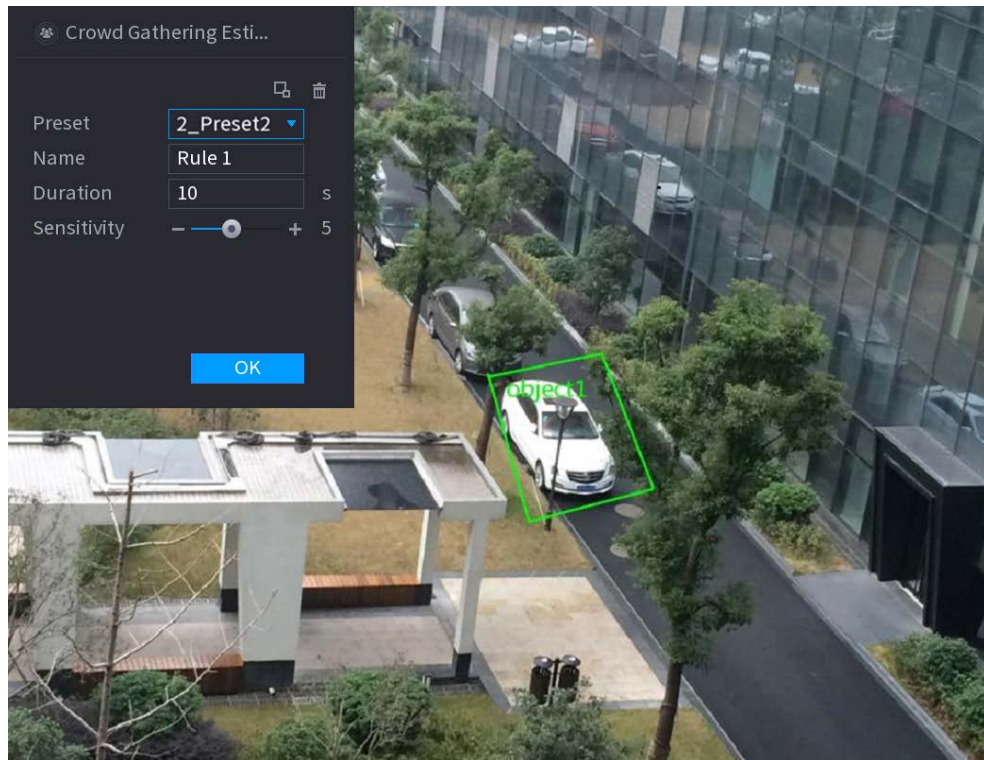 Crowd Gathering Esti...
Preset 2_Preset2
Name Rule 1
Duration 10 s
Sensitivity 5
OK
object1